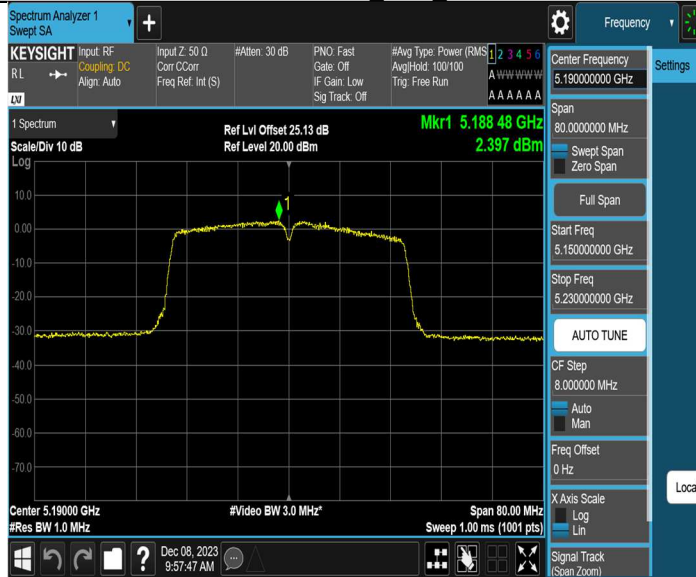 Spectrum Analyzer 1
Swept SA
Frequency
KEYSIGHT
RL
LXI
Input: RF
Coupling: DC
Align: Auto
Input Z: 50 Ω
Corr CCorr
Freq Ref: Int (S)
#Atten: 30 dB
PNO: Fast
Gate: Off
IF Gain: Low
Sig Track: Off
#Avg Type: Power (RMS
Avg|Hold: 100/100
Trig: Free Run
1 2 3 4 5 6
A W W W W W
A A A A A A
1 Spectrum
Scale/Div 10 dB
Log
Ref Lvl Offset 25.13 dB
Ref Level 20.00 dBm
Mkr1 5.188 48 GHz
2.397 dBm
1
10.0
0.00
-10.0
-20.0
-30.0
-40.0
-50.0
-60.0
-70.0
Center 5.19000 GHz
#Res BW 1.0 MHz
#Video BW 3.0 MHz*
Span 80.00 MHz
Sweep 1.00 ms (1001 pts)
Dec 08, 2023
9:57:47 AM
Center Frequency
5.190000000 GHz
Settings
Span
80.0000000 MHz
Swept Span
Zero Span
Full Span
Start Freq
5.150000000 GHz
Stop Freq
5.230000000 GHz
AUTO TUNE
CF Step
8.000000 MHz
Auto
Man
Freq Offset
0 Hz
X Axis Scale
Log
Lin
Loca
Signal Track
(Span Zoom)